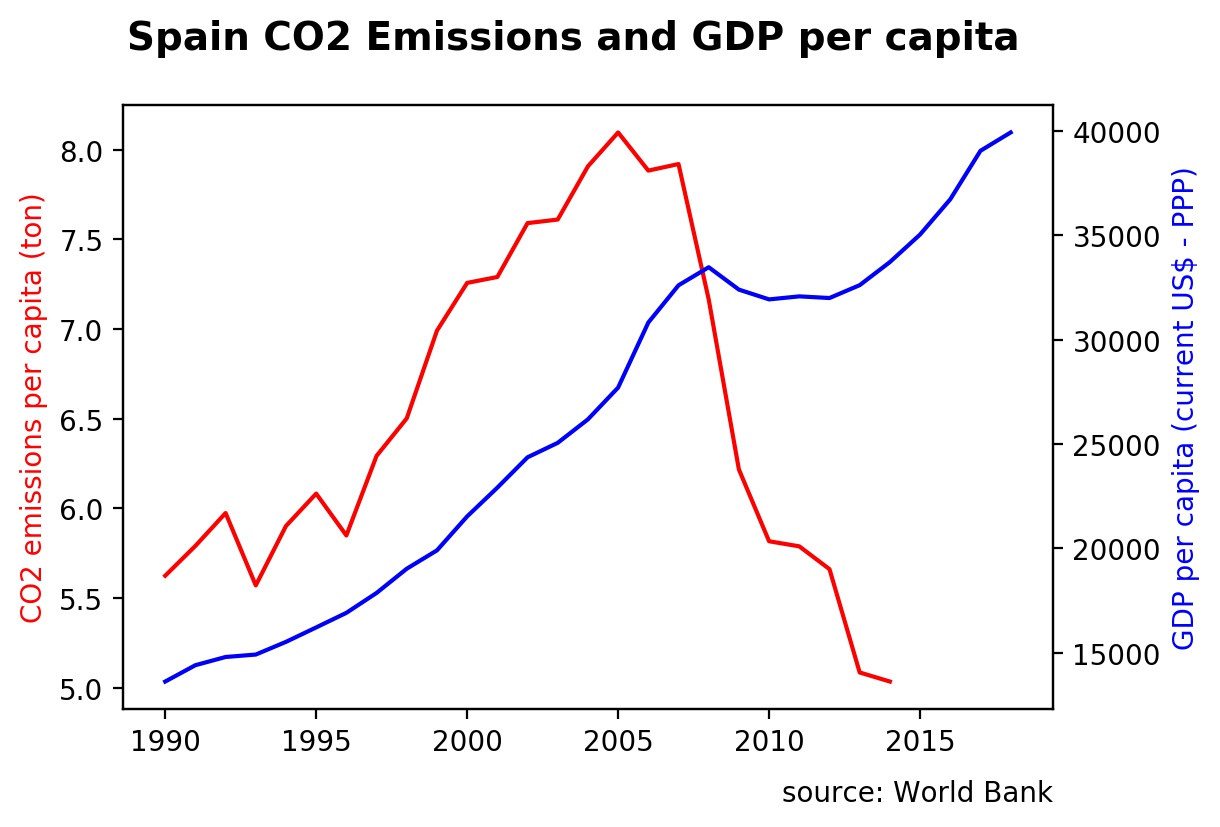 Spain CO2 Emissions and GDP per capita
CO2 emissions per capita (ton)
8.0
7.5
7.0
6.5
6.0
5.5
5.0
40000
35000
30000
25000
20000
15000
GDP per capita (current US$ - PPP)
1990 1995 2000 2005 2010 2015
source: World Bank